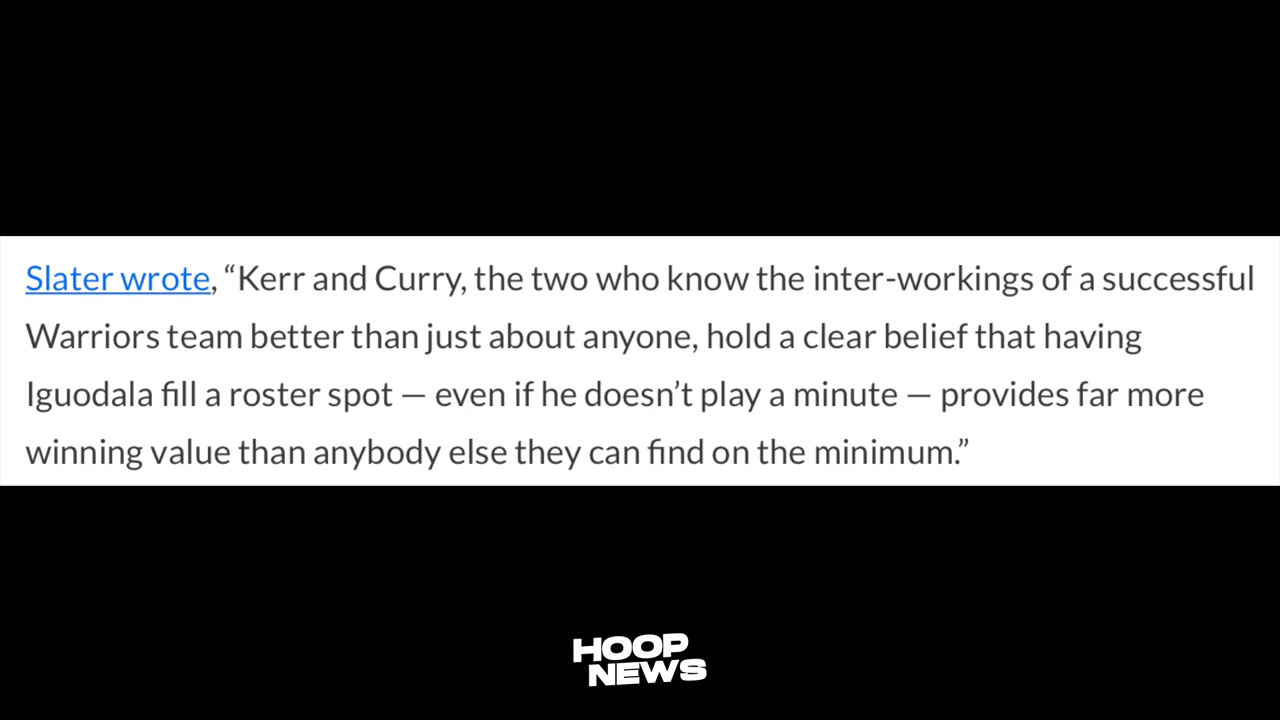 Slater wrote, “Kerr and Curry, the two who know the inter-workings of a successful
Warriors team better than just about anyone, hold a clear belief that having
Iguodala fill a roster spot — even if he doesn’t play a minute — provides far more
winning value than anybody else they can find on the minimum.”
HOOP
NEWS